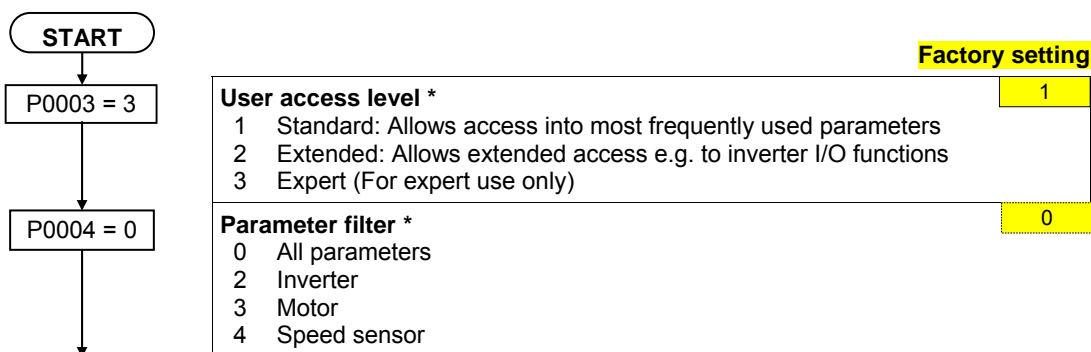 START
Factory setting
P0003 = 3
User access level *
1
1 Standard: Allows access into most frequently used parameters
2 Extended: Allows extended access e.g. to inverter I/O functions
3 Expert (For expert use only)
P0004 = 0
Parameter filter *
0
0 All parameters
2 Inverter
3 Motor
4 Speed sensor